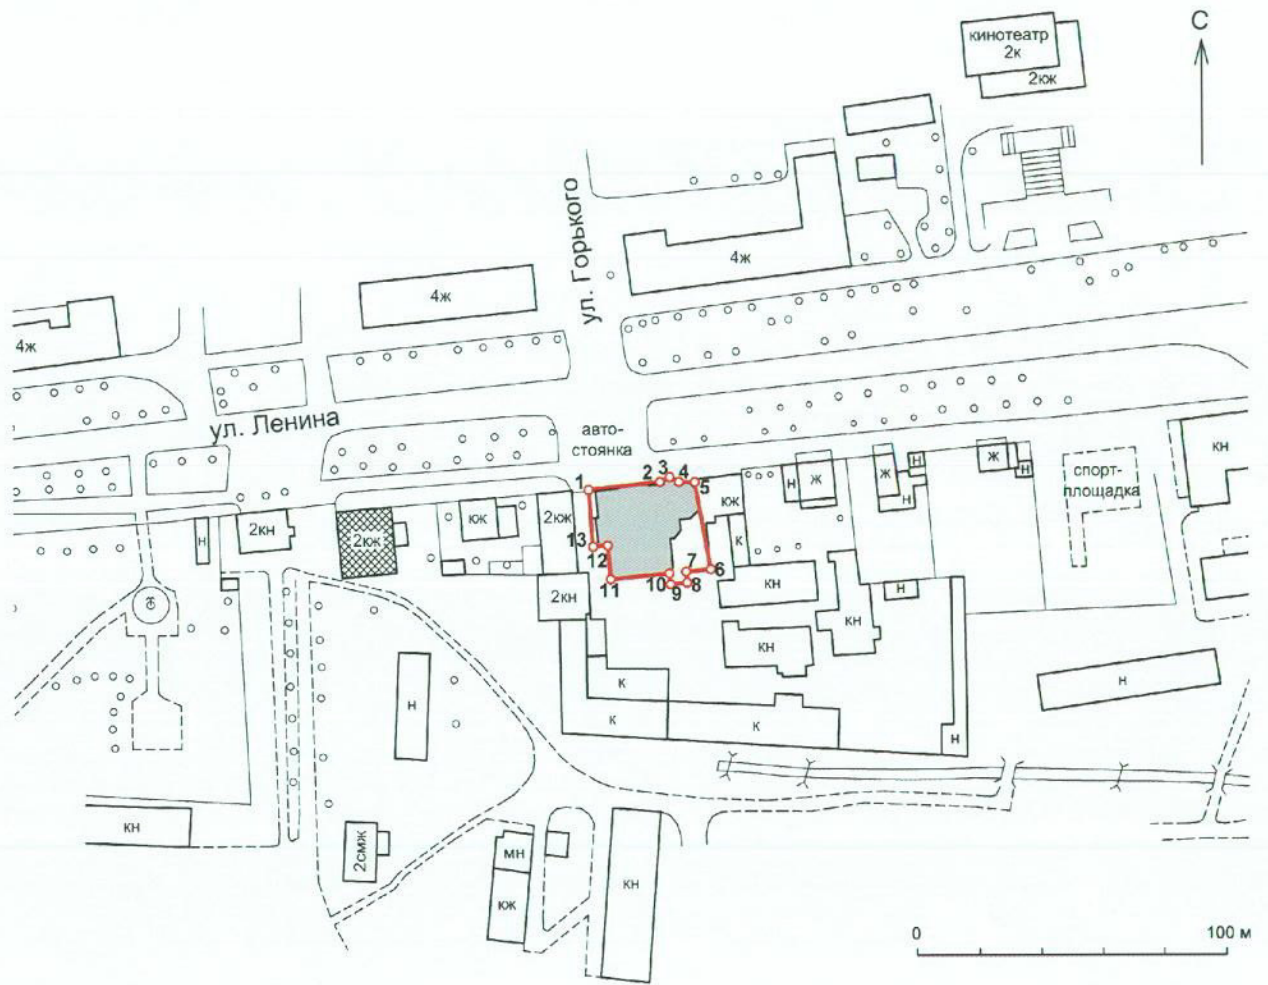 С
кинотеатр
2к
2кж
ул. Горького
4ж
4ж
4ж
ул. Ленина
авто-
стоянка
кн
спорт-
площадка
н
н
ж
н
ж
н
ж
н
1
2
3
4
5
кж
к
2кж
кж
2кж
2кн
н
13
12
11
10
9
8
7
6
кн
2кн
н
кн
кн
н
к
к
к
н
н
кн
2смж
мн
кж
кн
0
100 м